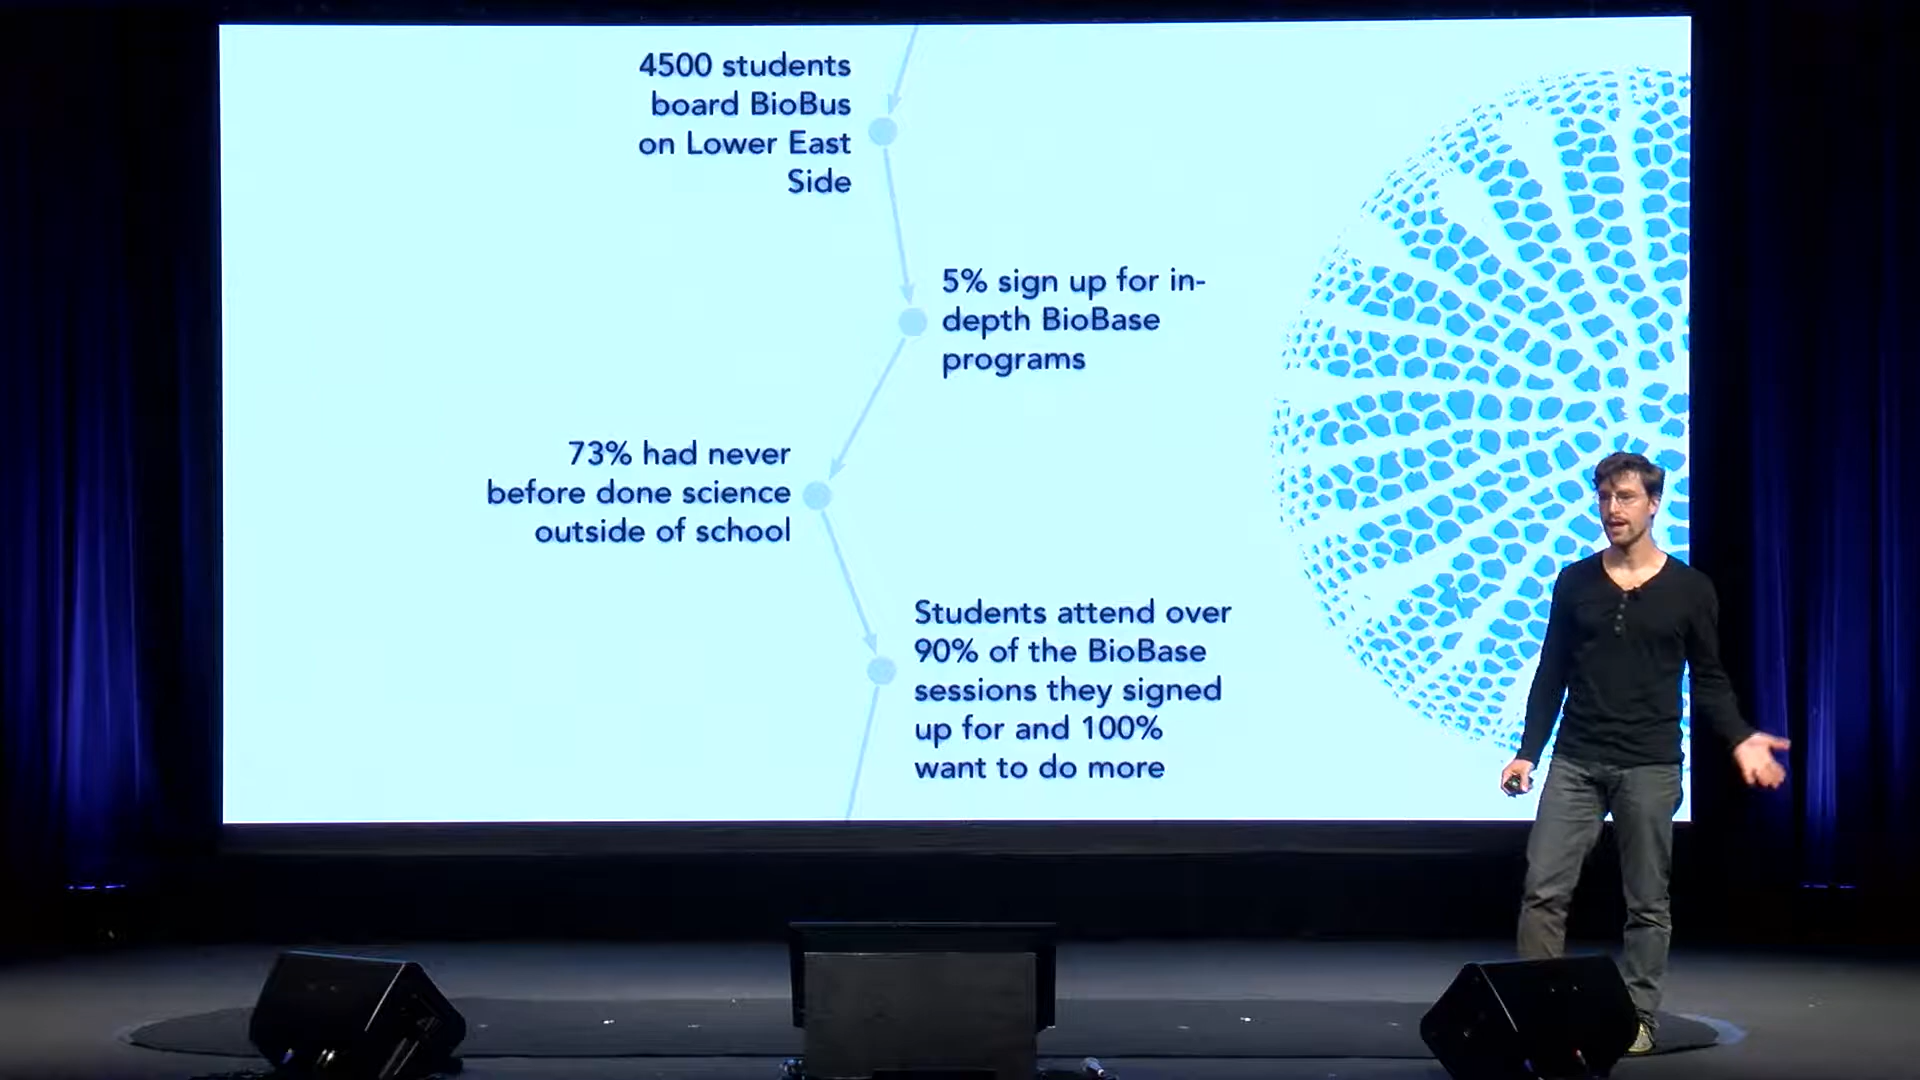 4500 students
board BioBus
on Lower East
Side
5% sign up for in-
depth BioBase
programs
73% had never
before done science
outside of school
Students attend over
90% of the BioBase
sessions they signed
up for and 100%
want to do more